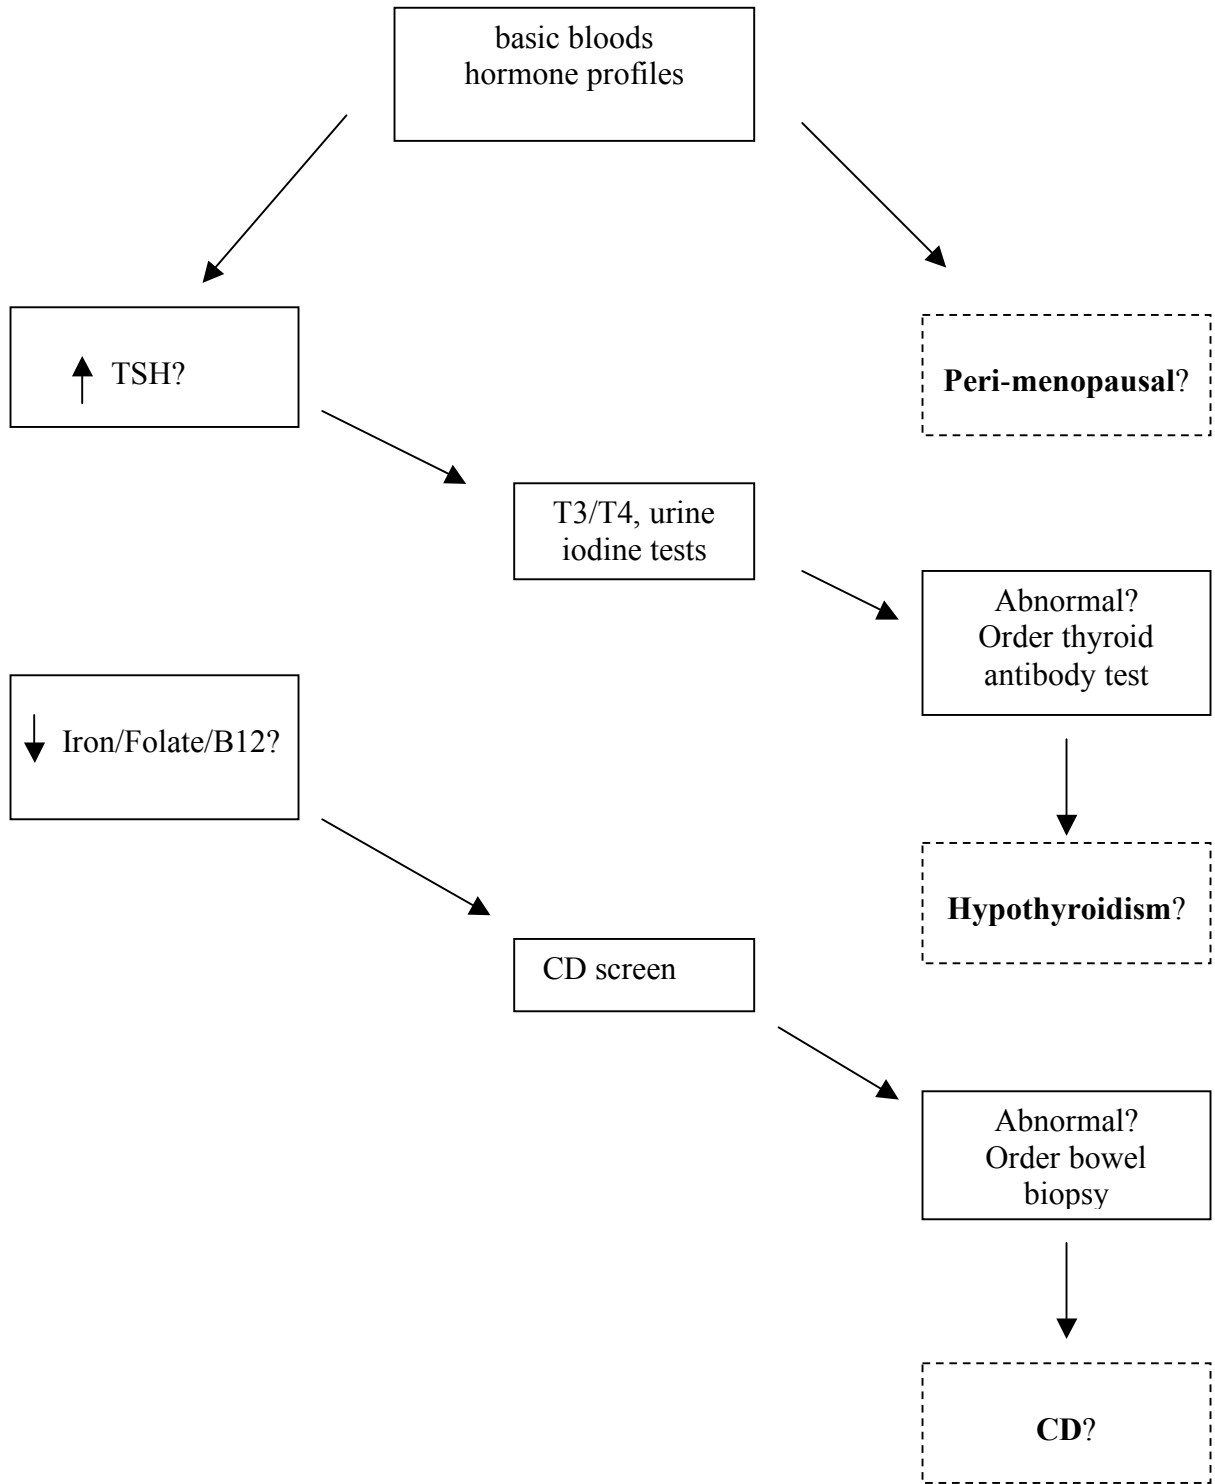 basic bloods
hormone profiles
TSH?
Peri-menopausal?
T3/T4, urine
iodine tests
Abnormal?
Order thyroid
antibody test
Iron/Folate/B12?
Hypothyroidism?
CD screen
Abnormal?
Order bowel
biopsy
CD?